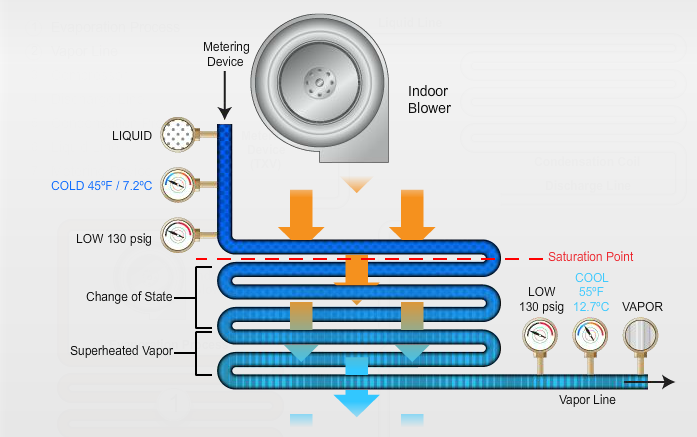 Metering
Device
Indoor
Blower
LIQUID
COLD 45ºF / 7.2ºC
LOW 130 psig
Saturation Point
Change of State
Superheated Vapor
COOL
55ºF
12.7ºC
LOW
130 psig
VAPOR
Vapor Line